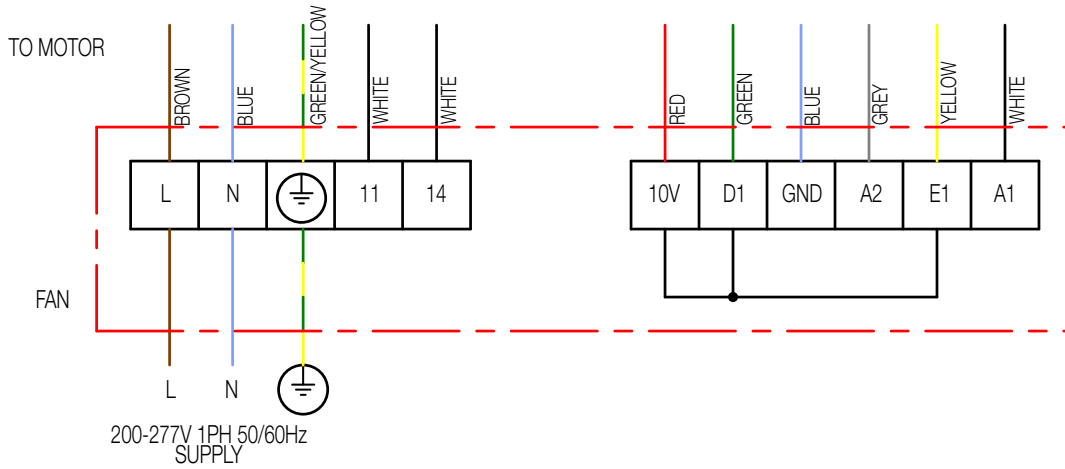 TO MOTOR
BROWN
BLUE
GREEN/YELLOW
WHITE
WHITE
RED
GREEN
BLUE
GREY
YELLOW
WHITE
L N 11 14
10V D1 GND A2 E1 A1
FAN
L N
200-277V 1PH 50/60Hz
SUPPLY